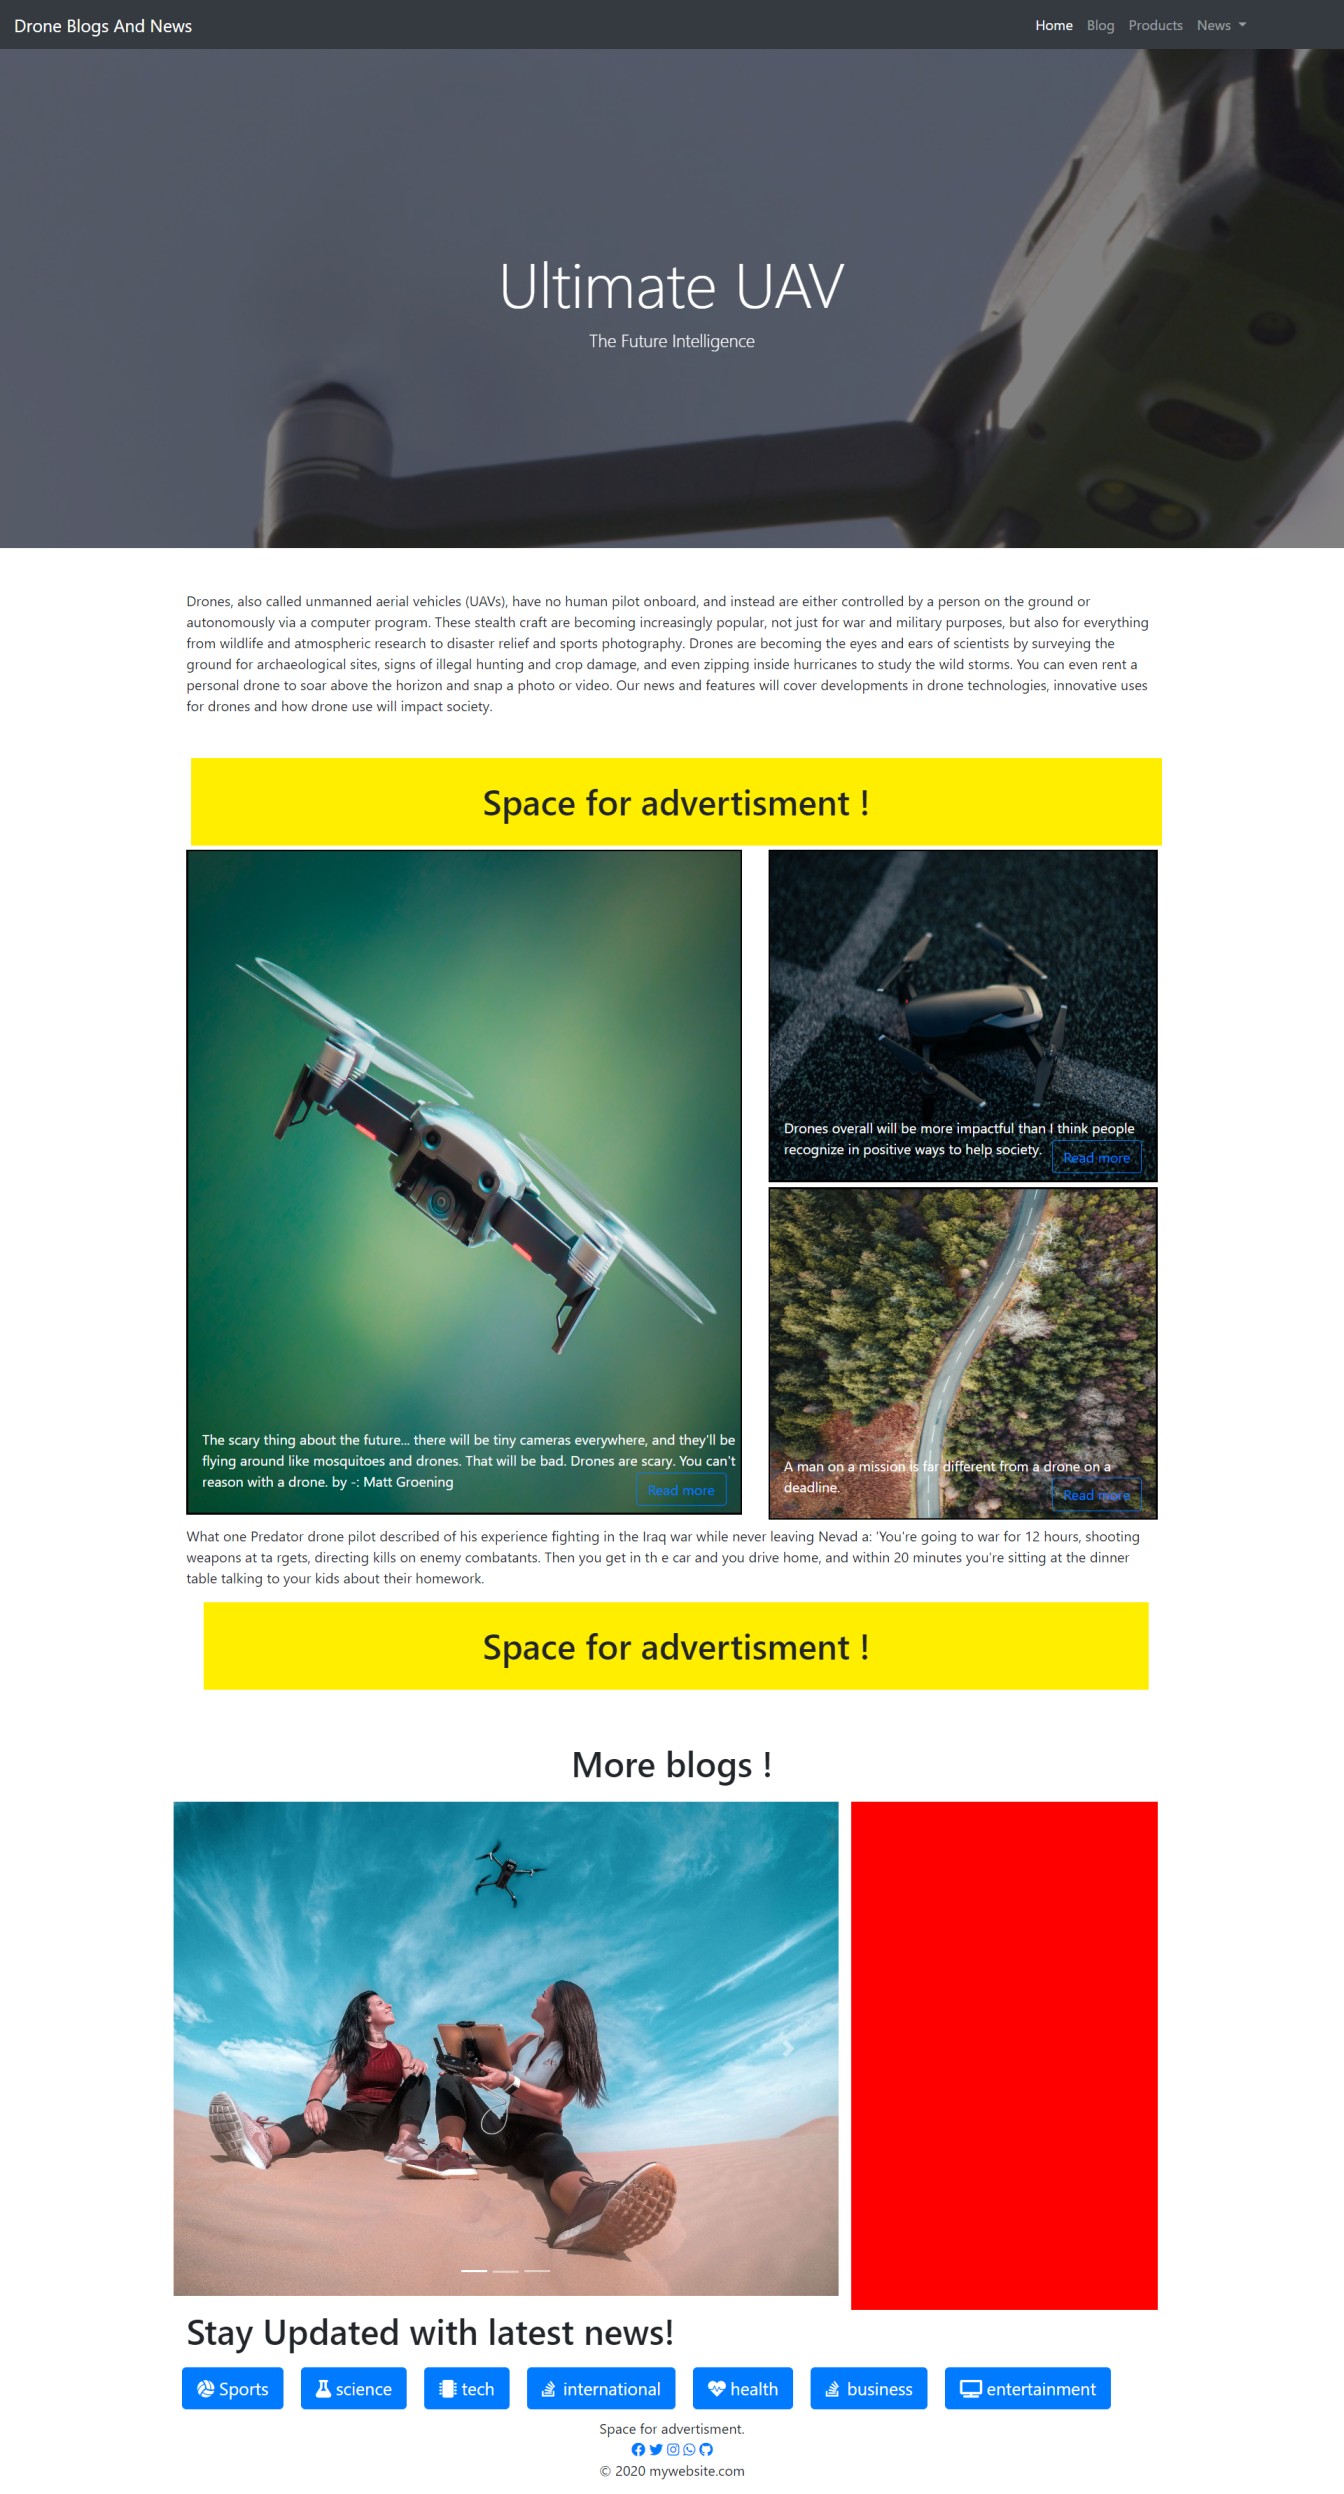 Drone Blogs And News
Home Blog Products News
Ultimate UAV
The Future Intelligence
Drones, also called unmanned aerial vehicles (UAVs), have no human pilot onboard, and instead are either controlled by a person on the ground or
autonomously via a computer program. These stealth craft are becoming increasingly popular, not just for war and military purposes, but also for everything
from wildlife and atmospheric research to disaster relief and sports photography. Drones are becoming the eyes and ears of scientists by surveying the
ground for archaeological sites, signs of illegal hunting and crop damage, and even zipping inside hurricanes to study the wild storms. You can even rent a
personal drone to soar above the horizon and snap a photo or video. Our news and features will cover developments in drone technologies, innovative uses
for drones and how drone use will impact society.
Space for advertisment !
The scary thing about the future... there will be tiny cameras everywhere, and they'll be
flying around like mosquitoes and drones. That will be bad. Drones are scary. You can't
reason with a drone. by -: Matt Groening
Read more
Drones overall will be more impactful than I think people
recognize in positive ways to help society.
Read more
A man on a mission is far different from a drone on a
deadline.
Read more
What one Predator drone pilot described of his experience fighting in the Iraq war while never leaving Nevad a: 'You're going to war for 12 hours, shooting
weapons at ta rgets, directing kills on enemy combatants. Then you get in th e car and you drive home, and within 20 minutes you're sitting at the dinner
table talking to your kids about their homework.
Space for advertisment !
More blogs !
Stay Updated with latest news!
Sports science tech international health business entertainment
Space for advertisment.
© 2020 mywebsite.com